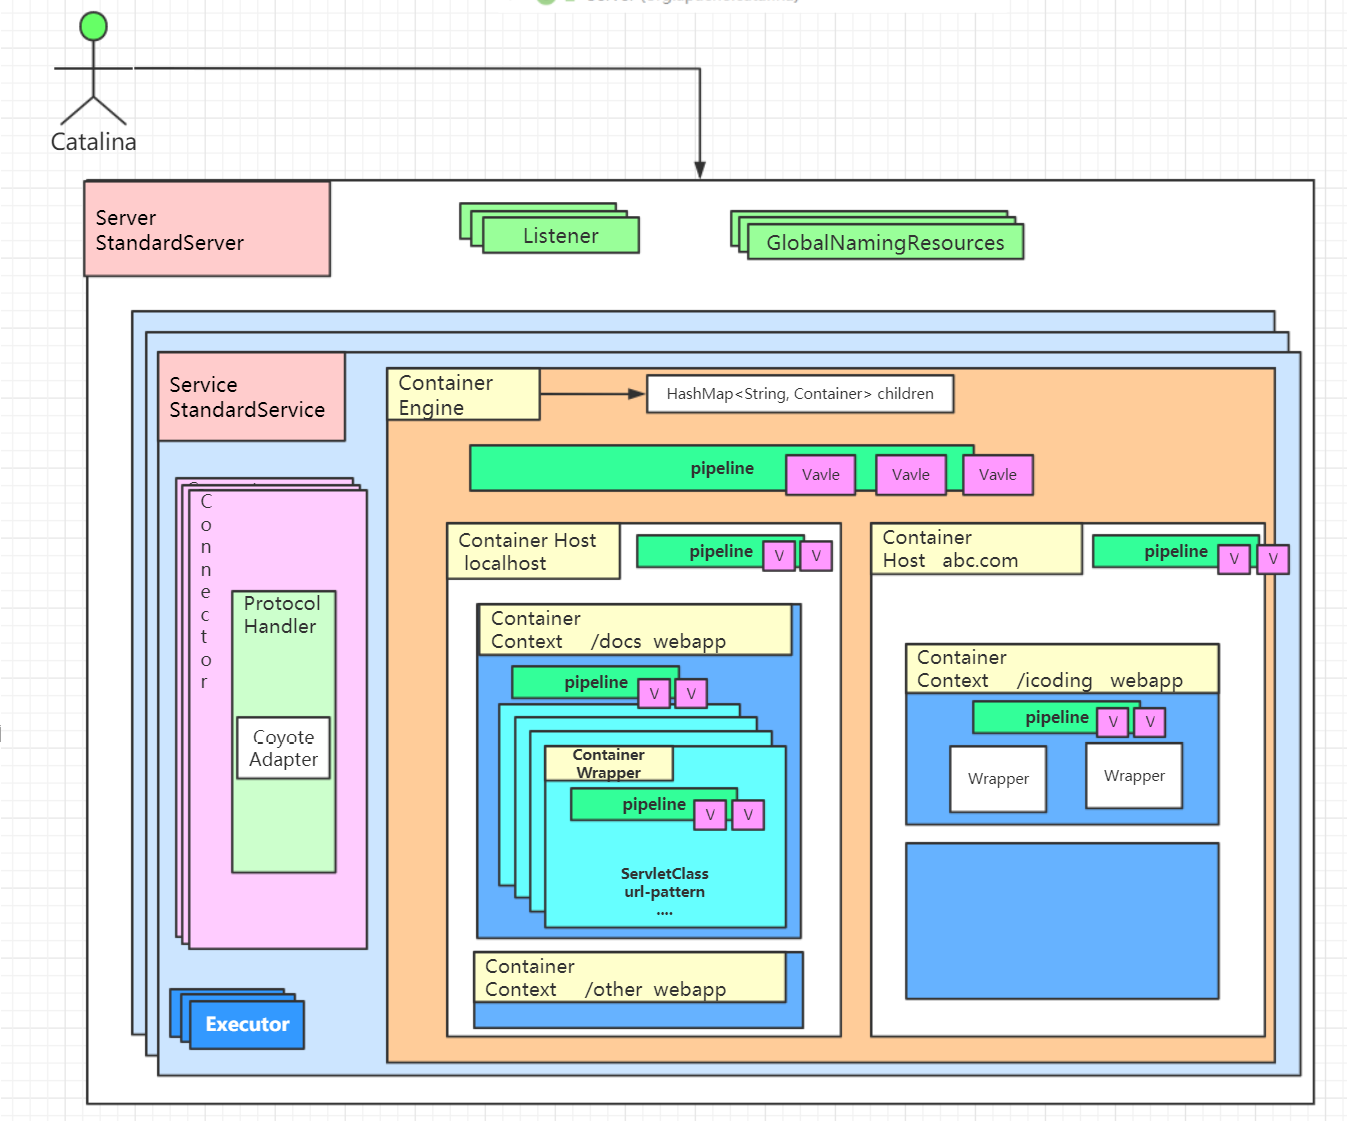 Catalina
Server
StandardServer
Listener
GlobalNamingResources
Service
StandardService
Container
Engine
HashMap<String, Container> children
pipeline
Vavle
Vavle
Vavle
Connector
Protocol
Handler
Coyote
Adapter
Executor
Container Host
localhost
pipeline
V
V
Container
Context /docs webapp
pipeline
V
V
Container
Wrapper
pipeline
V
V
ServletClass
url-pattern
....
Container
Context /other webapp
Container
Host abc.com
pipeline
V
V
Container
Context /icoding webapp
pipeline
V
V
Wrapper
Wrapper